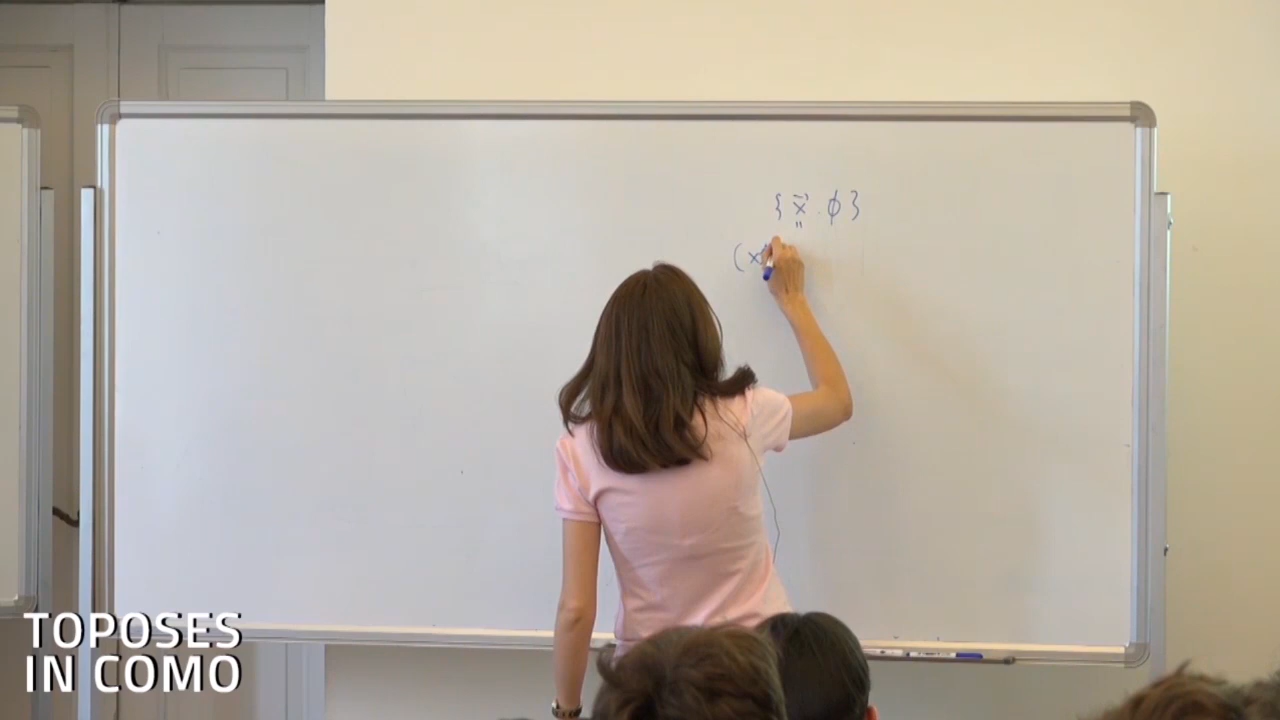 { x⃗ . ϕ }
"
( x
TOPOSES
IN COMO